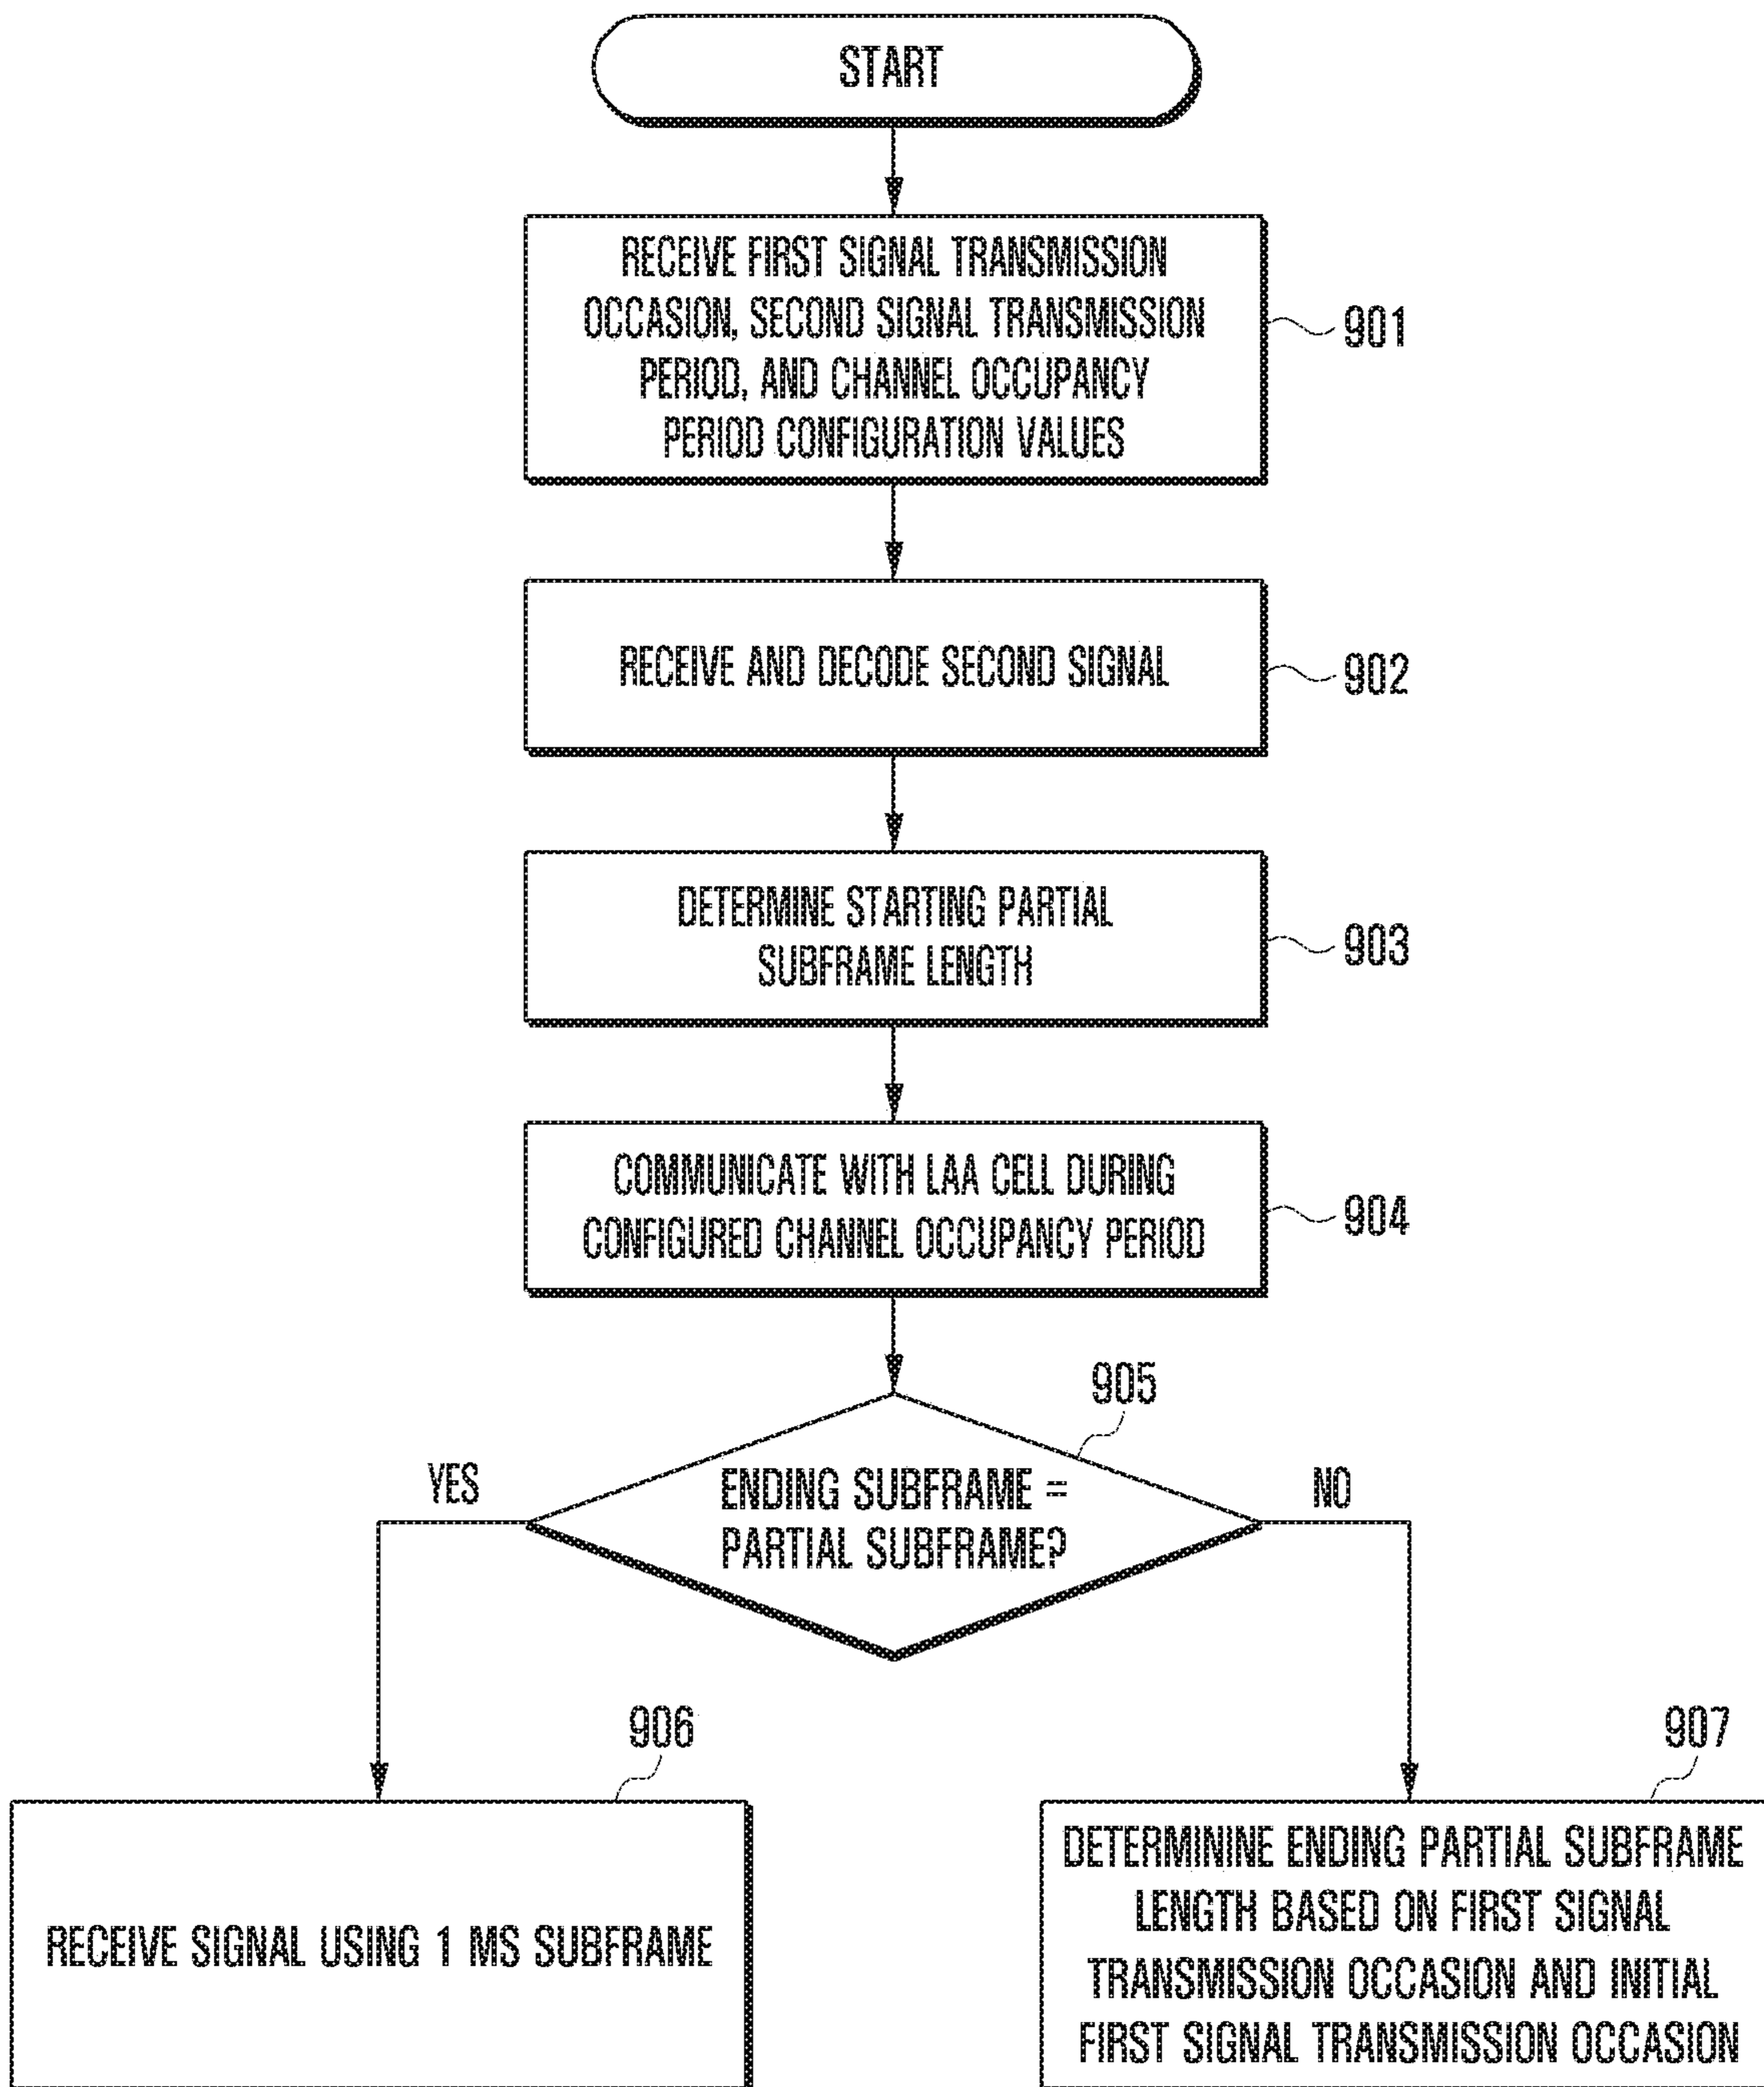 START
RECEIVE FIRST SIGNAL TRANSMISSION
OCCASION, SECOND SIGNAL TRANSMISSION
PERIOD, AND CHANNEL OCCUPANCY
PERIOD CONFIGURATION VALUES
901
RECEIVE AND DECODE SECOND SIGNAL
902
DETERMINE STARTING PARTIAL
SUBFRAME LENGTH
903
COMMUNICATE WITH LAA CELL DURING
CONFIGURED CHANNEL OCCUPANCY PERIOD
904
905
ENDING SUBFRAME =
PARTIAL SUBFRAME?
YES
NO
906
RECEIVE SIGNAL USING 1 MS SUBFRAME
907
DETERMININE ENDING PARTIAL SUBFRAME
LENGTH BASED ON FIRST SIGNAL
TRANSMISSION OCCASION AND INITIAL
FIRST SIGNAL TRANSMISSION OCCASION